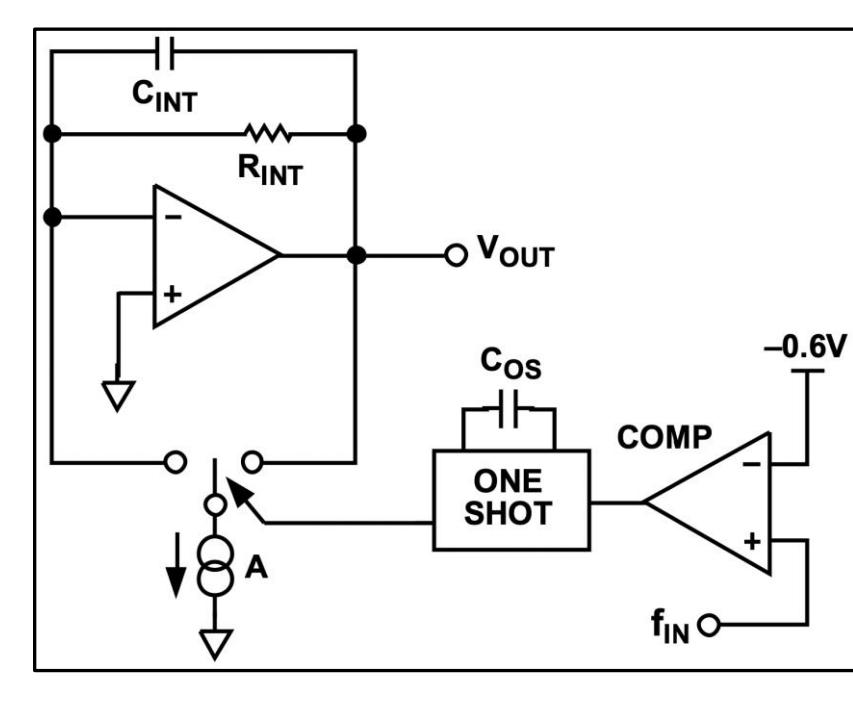 CINT
RINT
−
+
VOUT
–0.6V
COS
COMP
ONE
SHOT
−
+
A
fIN